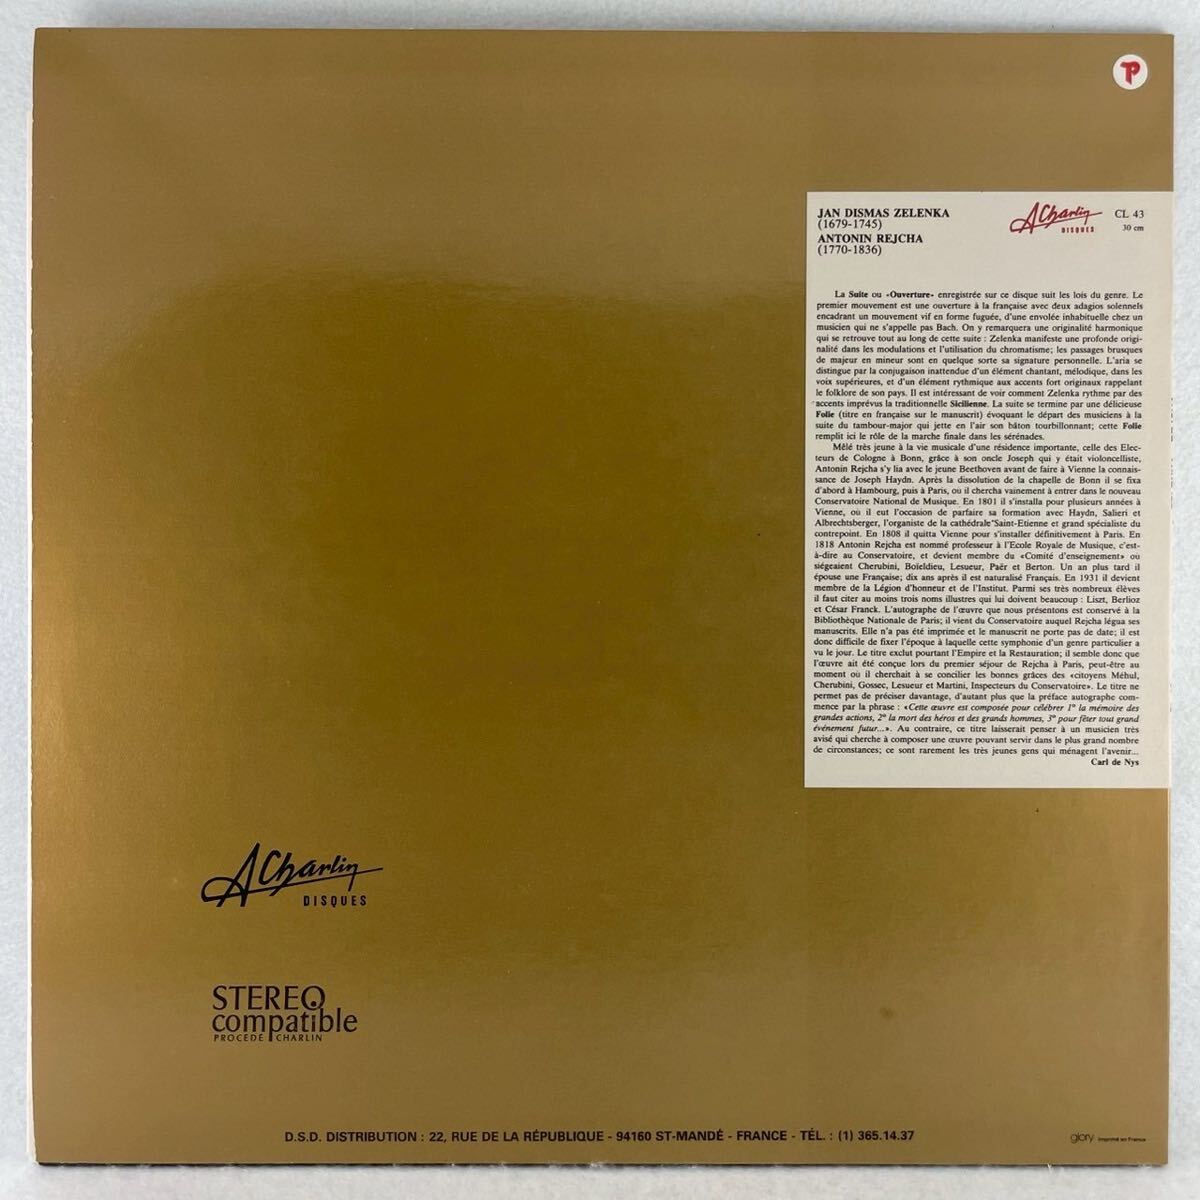 P
JAN DISMAS ZELENKA
(1679-1745)
ANTONIN REJCHA
(1770-1836)
ACharlin
DISQUES
CL 43
30 cm
La Suite ou «Ouverture» enregistrée sur ce disque suit les lois du genre. Le
premier mouvement est une ouverture à la française avec deux adagios solennels
encadrant un mouvement vif en forme fuguée, d'une envolée inhabituelle chez un
musicien qui ne s'appelle pas Bach. On y remarquera une originalité harmonique
qui se retrouve tout au long de cette suite : Zelenka manifeste une profonde origi-
nalité dans les modulations et l'utilisation du chromatisme; les passages brusques
de majeur en mineur sont en quelque sorte sa signature personnelle. L'aria se
distingue par la conjugaison inattendue d'un élément chantant, mélodique, dans les
voix supérieures, et d'un élément rythmique aux accents fort originaux rappelant
le folklore de son pays. Il est intéressant de voir comment Zelenka rythme par des
accents imprévus la traditionnelle Sicilienne. La suite se termine par une délicieuse
Folie (titre en française sur le manuscrit) évoquant le départ des musiciens à la
suite du tambour-major qui jette en l'air son bâton tourbillonnant; cette Folie
remplit ici le rôle de la marche finale dans les sérénades.
Mêlé très jeune à la vie musicale d'une résidence importante, celle des Elec-
teurs de Cologne à Bonn, grâce à son oncle Joseph qui y était violoncelliste,
Antonin Rejcha s'y lia avec le jeune Beethoven avant de faire à Vienne la connais-
sance de Joseph Haydn. Après la dissolution de la chapelle de Bonn il se fixa
d'abord à Hambourg, puis à Paris, où il chercha vainement à entrer dans le nouveau
Conservatoire National de Musique. En 1801 il s'installa pour plusieurs années à
Vienne, où il eut l'occasion de parfaire sa formation avec Haydn, Salieri et
Albrechtsberger, l'organiste de la cathédrale Saint-Etienne et grand spécialiste du
contrepoint. En 1808 il quitta Vienne pour s'installer définitivement à Paris. En
1818 Antonin Rejcha est nommé professeur à l'Ecole Royale de Musique, c'est-
à-dire au Conservatoire, et devient membre du «Comité d'enseignement» où
siégeaient Cherubini, Boïeldieu, Lesueur, Paër et Berton. Un an plus tard il
épouse une Française; dix ans après il est naturalisé Français. En 1931 il devient
membre de la Légion d'honneur et de l'Institut. Parmi ses très nombreux élèves
il faut citer au moins trois noms illustres qui lui doivent beaucoup : Liszt, Berlioz
et César Franck. L'autographe de l'œuvre que nous présentons est conservé à la
Bibliothèque Nationale de Paris; il vient du Conservatoire auquel Rejcha légua ses
manuscrits. Elle n'a pas été imprimée et le manuscrit ne porte pas de date; il est
donc difficile de fixer l'époque à laquelle cette symphonie d'un genre particulier a
vu le jour. Le titre exclut pourtant l'Empire et la Restauration; il semble donc que
l'œuvre ait été conçue lors du premier séjour de Rejcha à Paris, peut-être au
moment où il cherchait à se concilier les bonnes grâces des «citoyens Méhul,
Cherubini, Gossec, Lesueur et Martini, Inspecteurs du Conservatoire». Le titre ne
permet pas de préciser davantage, d'autant plus que la préface autographe com-
mence par la phrase : «Cette œuvre est composée pour célébrer 1° la mémoire des
grandes actions, 2° la mort des héros et des grands hommes, 3° pour fêter tout grand
événement futur...». Au contraire, ce titre laisserait penser à un musicien très
avisé qui cherche à composer une œuvre pouvant servir dans le plus grand nombre
de circonstances; ce sont rarement les très jeunes gens qui ménagent l'avenir...
Carl de Nys
ACharlin
DISQUES
STEREO
compatible
PROCEDE CHARLIN
D.S.D. DISTRIBUTION : 22, RUE DE LA RÉPUBLIQUE - 94160 ST-MANDÉ - FRANCE - TÉL. : (1) 365.14.37
glory imprimé en France